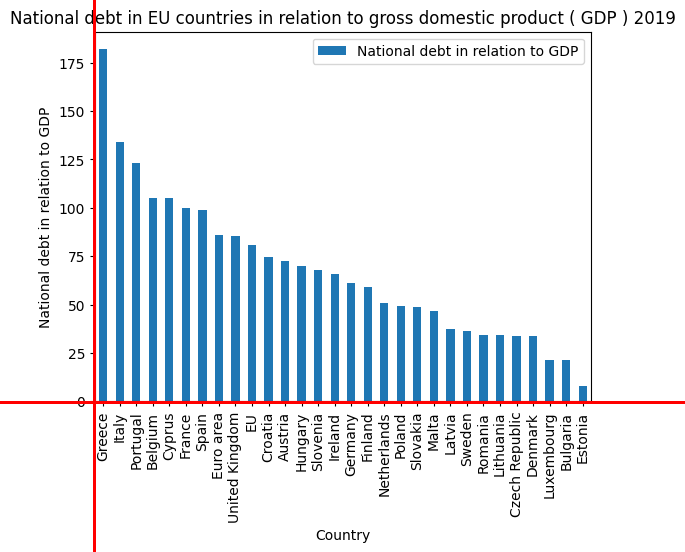 National debt in EU countries in relation to gross domestic product ( GDP ) 2019
National debt in relation to GDP
National debt in relation to GDP
175
150
125
100
75
50
25
0
Greece
Italy
Portugal
Belgium
Cyprus
France
Spain
Euro area
United Kingdom
EU
Croatia
Austria
Hungary
Slovenia
Ireland
Germany
Finland
Netherlands
Poland
Slovakia
Malta
Latvia
Sweden
Romania
Lithuania
Czech Republic
Denmark
Luxembourg
Bulgaria
Estonia
Country